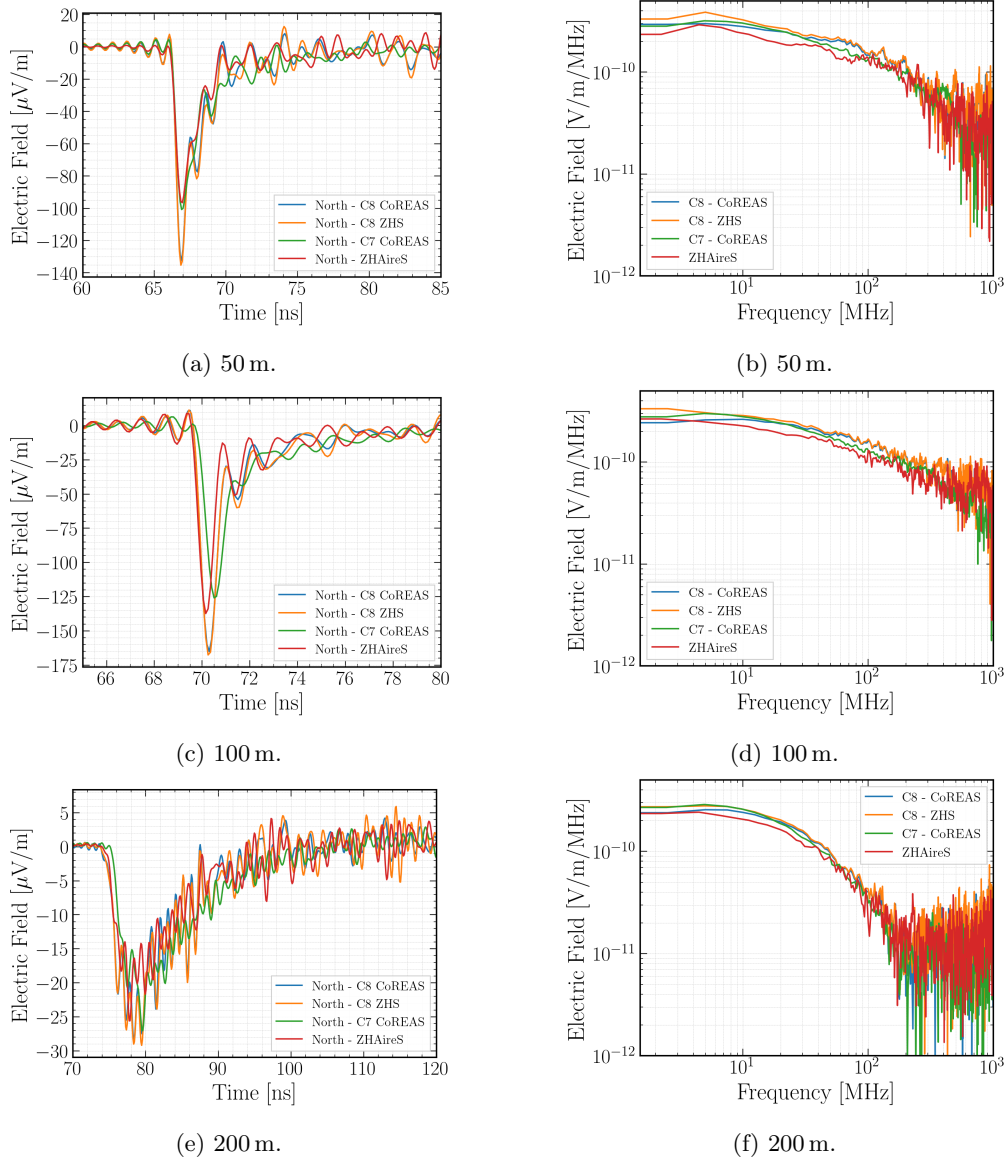 20
0
−20
−40
−60
−80
−100
−120
−140
60
65
70
75
80
85
Electric Field [μV/m]
Time [ns]
North - C8 CoREAS
North - C8 ZHS
North - C7 CoREAS
North - ZHAireS
(a) 50 m.
10⁻¹⁰
10⁻¹¹
10⁻¹²
10¹
10²
10³
Electric Field [V/m/MHz]
Frequency [MHz]
C8 - CoREAS
C8 - ZHS
C7 - CoREAS
ZHAireS
(b) 50 m.
0
−25
−50
−75
−100
−125
−150
−175
66
68
70
72
74
76
78
80
Electric Field [μV/m]
Time [ns]
North - C8 CoREAS
North - C8 ZHS
North - C7 CoREAS
North - ZHAireS
(c) 100 m.
10⁻¹⁰
10⁻¹¹
10⁻¹²
10¹
10²
10³
Electric Field [V/m/MHz]
Frequency [MHz]
C8 - CoREAS
C8 - ZHS
C7 - CoREAS
ZHAireS
(d) 100 m.
5
0
−5
−10
−15
−20
−25
−30
70
80
90
100
110
120
Electric Field [μV/m]
Time [ns]
North - C8 CoREAS
North - C8 ZHS
North - C7 CoREAS
North - ZHAireS
(e) 200 m.
10⁻¹⁰
10⁻¹¹
10⁻¹²
10¹
10²
10³
Electric Field [V/m/MHz]
Frequency [MHz]
C8 - CoREAS
C8 - ZHS
C7 - CoREAS
ZHAireS
(f) 200 m.